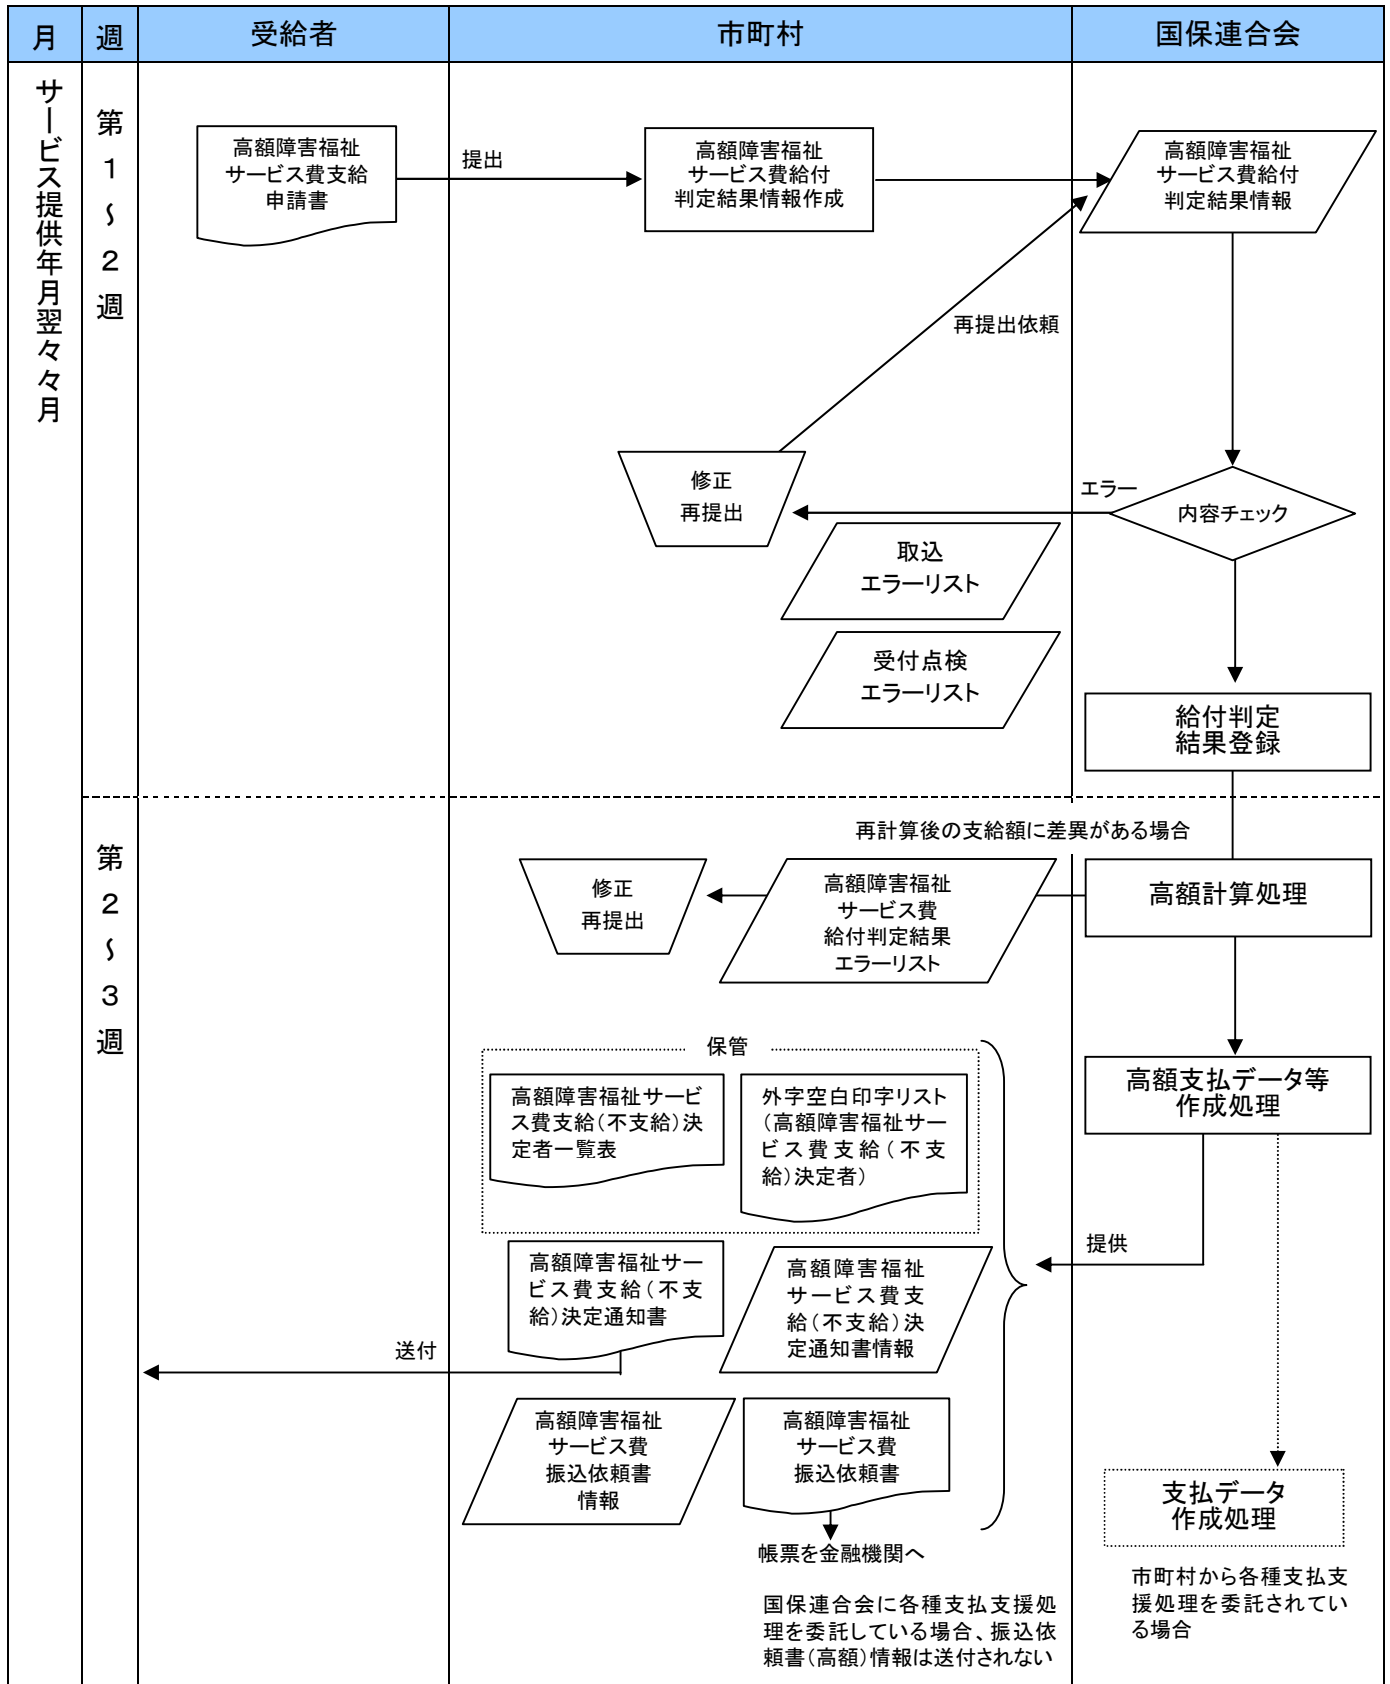 月
週
受給者
市町村
国保連合会
サービス提供年月翌々々月
第1～2週
高額障害福祉
サービス費支給
申請書
提出
高額障害福祉
サービス費給付
判定結果情報作成
高額障害福祉
サービス費給付
判定結果情報
再提出依頼
修正
再提出
エラー
内容チェック
取込
エラーリスト
受付点検
エラーリスト
給付判定
結果登録
第2～3週
再計算後の支給額に差異がある場合
修正
再提出
高額障害福祉
サービス費
給付判定結果
エラーリスト
高額計算処理
保管
高額障害福祉サービ
ス費支給(不支給)決
定者一覧表
外字空白印字リスト
(高額障害福祉サー
ビス費支給(不支
給)決定者)
高額支払データ等
作成処理
提供
高額障害福祉サー
ビス費支給(不支
給)決定通知書
高額障害福祉
サービス費支
給(不支給)決
定通知書情報
送付
高額障害福祉
サービス費
振込依頼書
情報
高額障害福祉
サービス費
振込依頼書
帳票を金融機関へ
支払データ
作成処理
市町村から各種支払支
援処理を委託されてい
る場合
国保連合会に各種支払支援処
理を委託している場合、振込依
頼書(高額)情報は送付されない